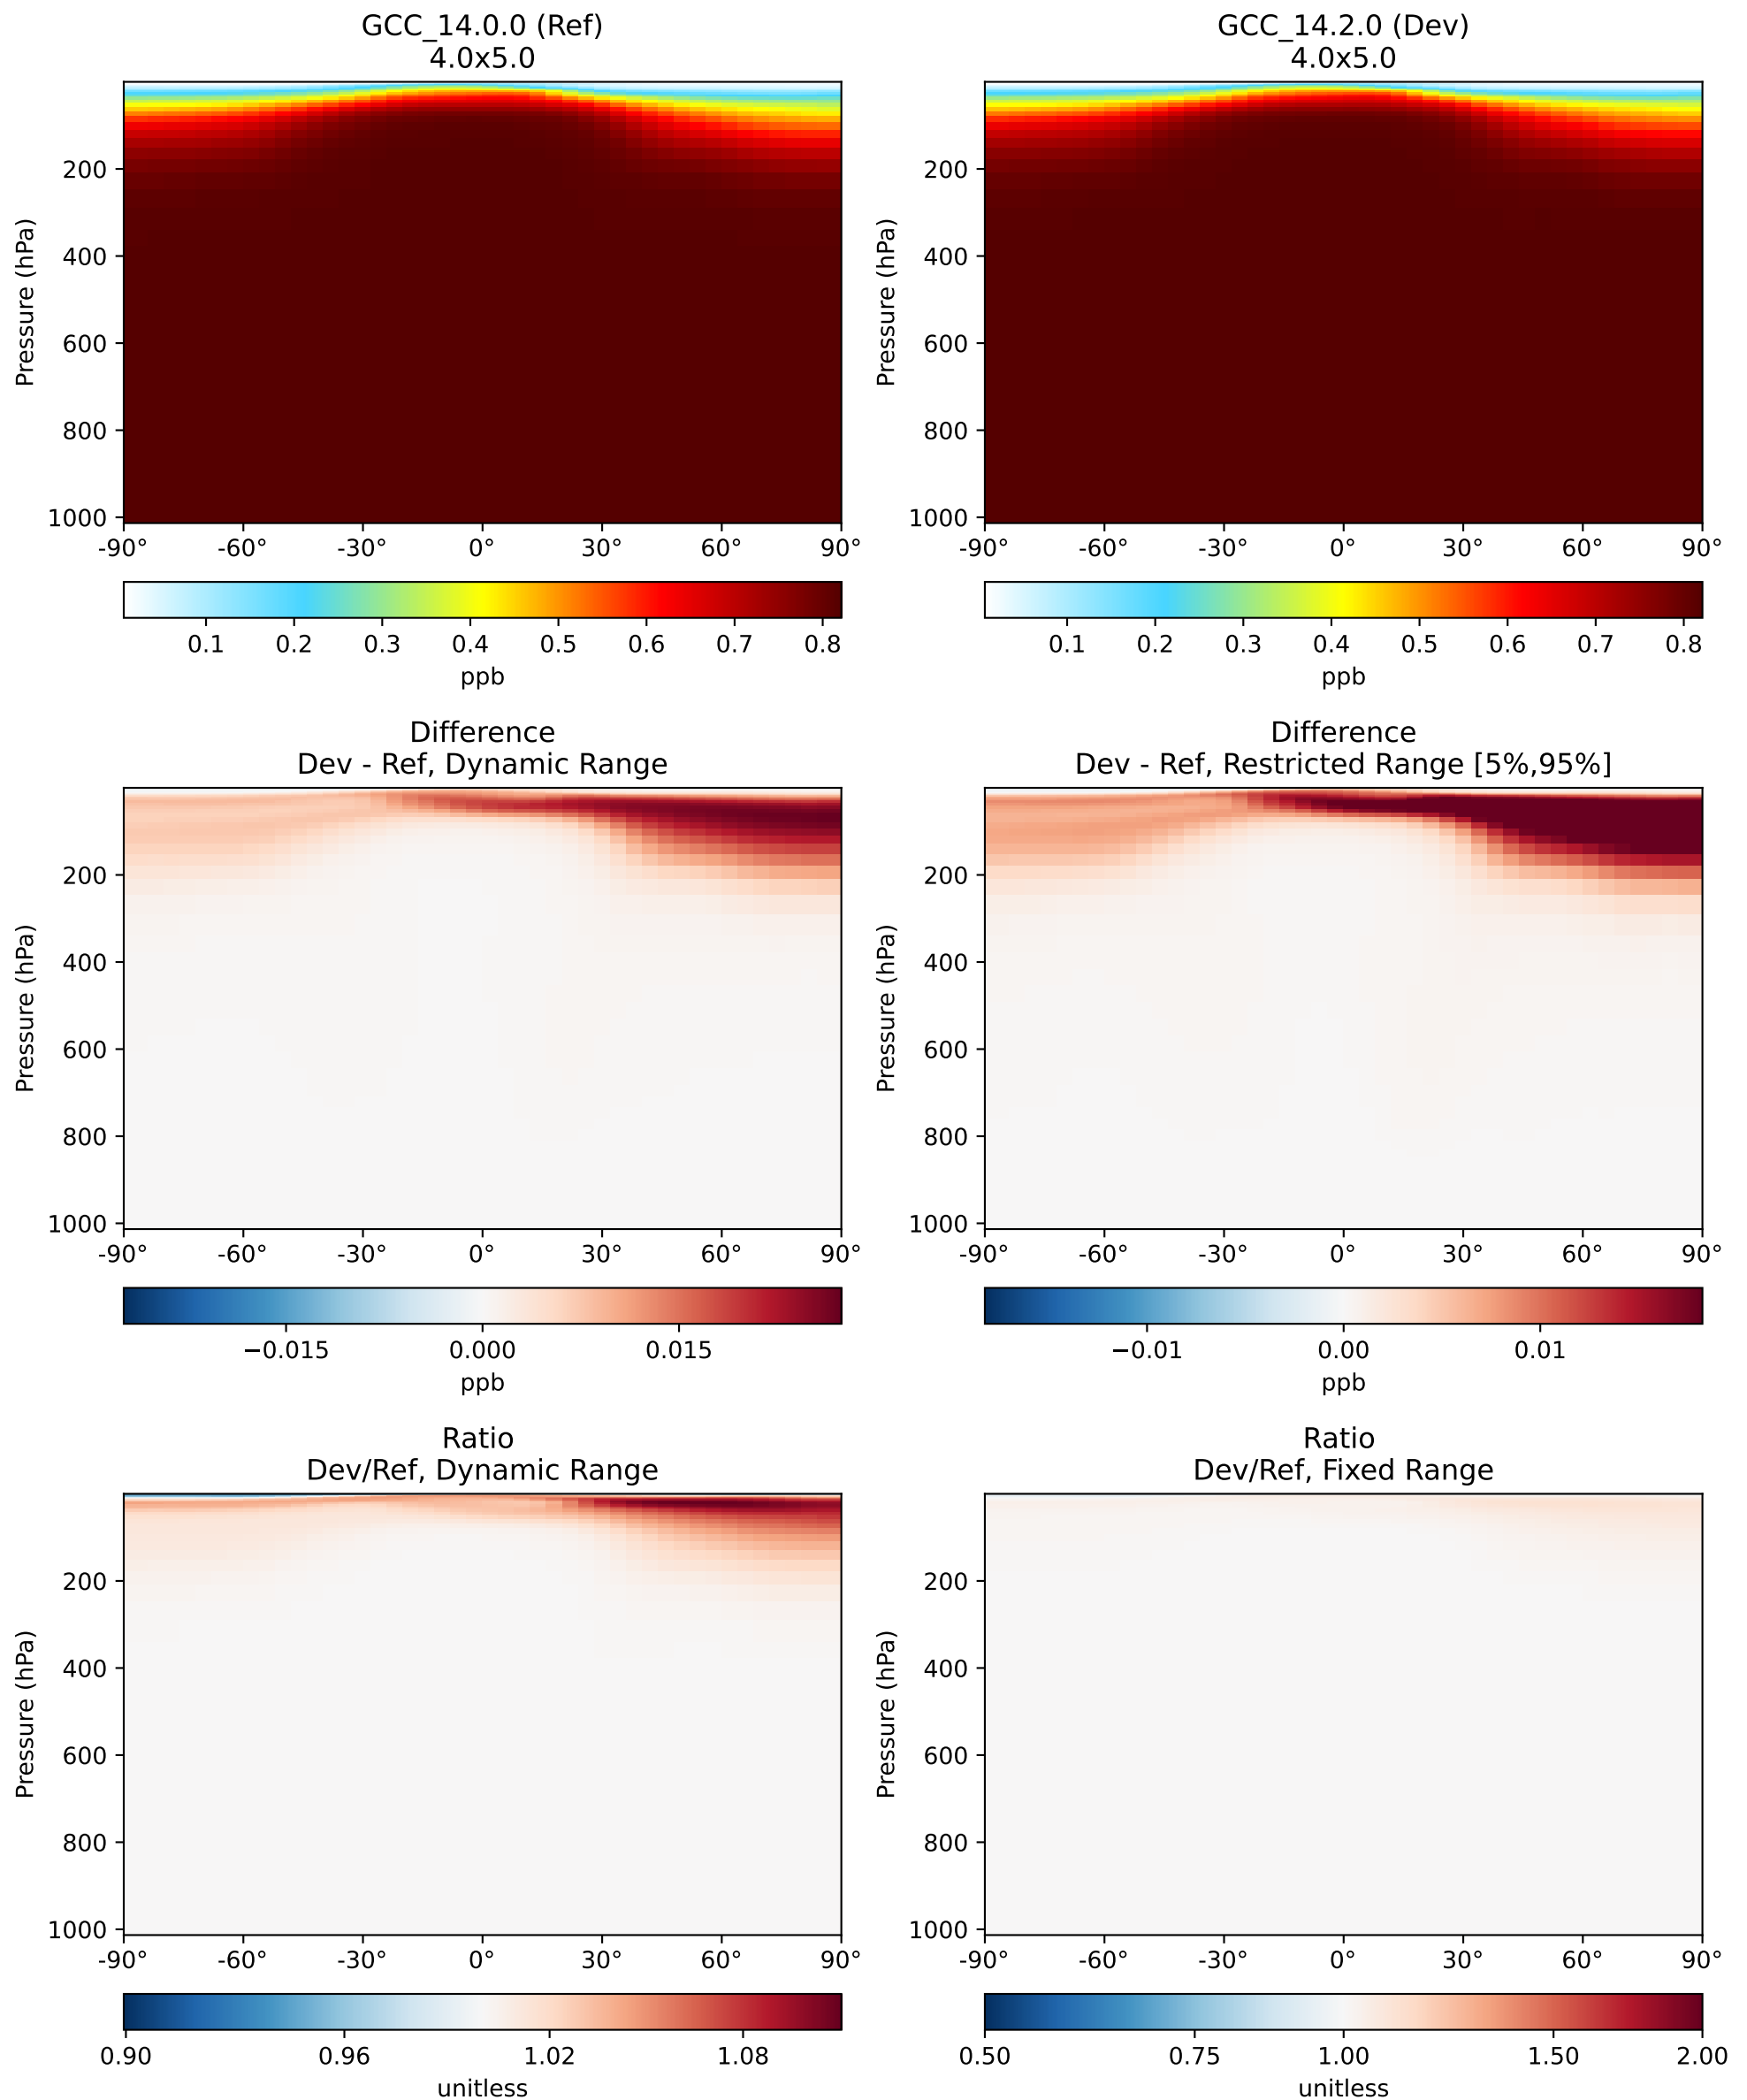 GCC_14.0.0 (Ref)
4.0x5.0
Pressure (hPa)
200
400
600
800
1000
-90° -60° -30° 0° 30° 60° 90°
0.1 0.2 0.3 0.4 0.5 0.6 0.7 0.8
ppb
GCC_14.2.0 (Dev)
4.0x5.0
Pressure (hPa)
200
400
600
800
1000
-90° -60° -30° 0° 30° 60° 90°
0.1 0.2 0.3 0.4 0.5 0.6 0.7 0.8
ppb
Difference
Dev - Ref, Dynamic Range
Pressure (hPa)
200
400
600
800
1000
-90° -60° -30° 0° 30° 60° 90°
−0.015 0.000 0.015
ppb
Difference
Dev - Ref, Restricted Range [5%,95%]
Pressure (hPa)
200
400
600
800
1000
-90° -60° -30° 0° 30° 60° 90°
−0.01 0.00 0.01
ppb
Ratio
Dev/Ref, Dynamic Range
Pressure (hPa)
200
400
600
800
1000
-90° -60° -30° 0° 30° 60° 90°
0.90 0.96 1.02 1.08
unitless
Ratio
Dev/Ref, Fixed Range
Pressure (hPa)
200
400
600
800
1000
-90° -60° -30° 0° 30° 60° 90°
0.50 0.75 1.00 1.50 2.00
unitless